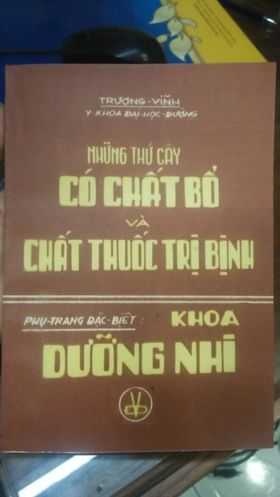 TRƯƠNG-VĨNH
Y-KHOA ĐẠI-HỌC-ĐƯỜNG
NHỮNG THỨ CÂY
CÓ CHẤT BỔ
VÀ
CHẤT THUỐC TRỊ BỊNH
PHỤ-TRANG ĐẶC-BIỆT: KHOA
DƯỠNG NHI